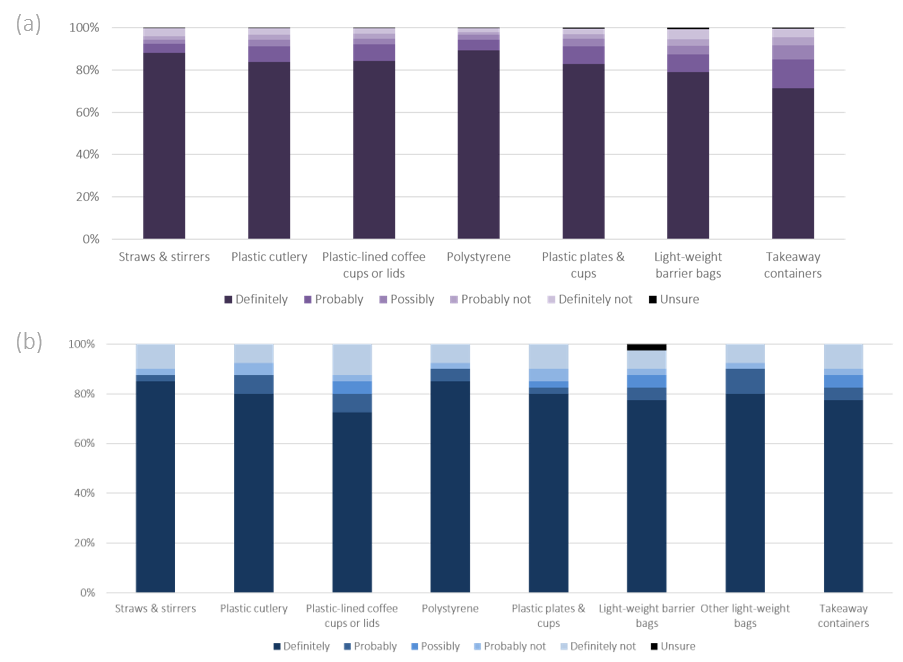 (a)
100%
80%
60%
40%
20%
0%
Straws & stirrers Plastic cutlery Plastic-lined coffee Polystyrene Plastic plates & Light-weight Takeaway
cups or lids cups barrier bags containers
Definitely Probably Possibly Probably not Definitely not Unsure
(b)
100%
80%
60%
40%
20%
0%
Straws & stirrers Plastic cutlery Plastic-lined coffee Polystyrene Plastic plates & Light-weight barrier Other light-weight Takeaway
cups or lids cups bags bags containers
Definitely Probably Possibly Probably not Definitely not Unsure